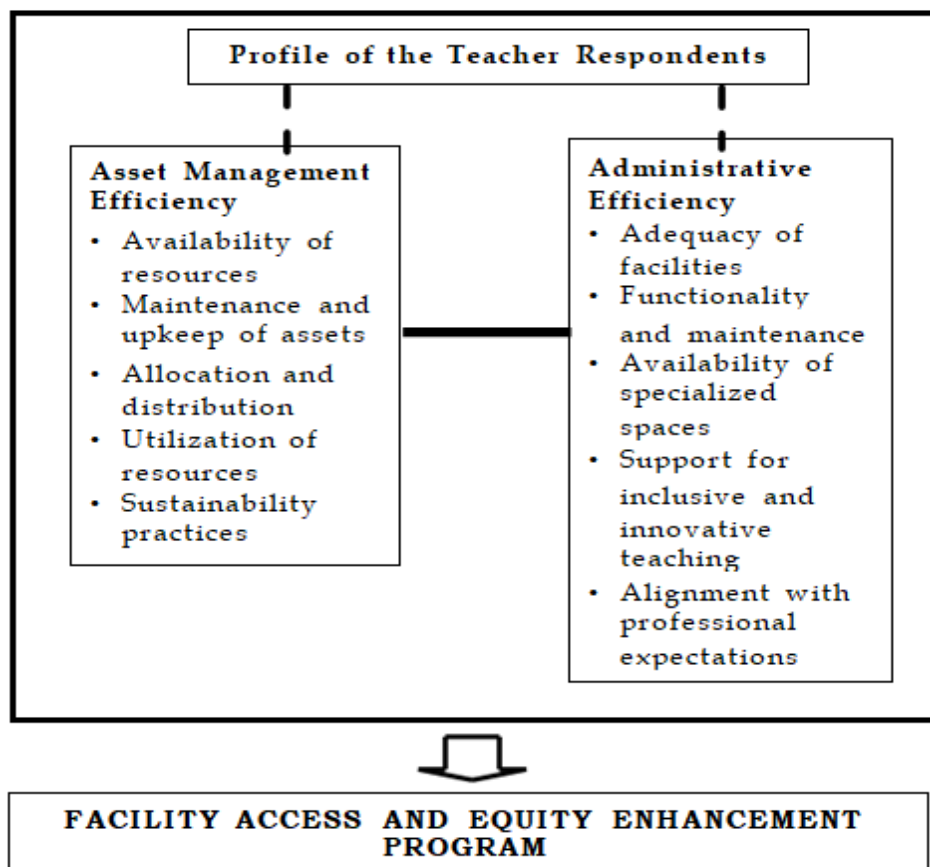 Profile of the Teacher Respondents
Asset Management
Efficiency
• Availability of
resources
• Maintenance and
upkeep of assets
• Allocation and
distribution
• Utilization of
resources
• Sustainability
practices
Administrative
Efficiency
• Adequacy of
facilities
• Functionality
and maintenance
• Availability of
specialized
spaces
• Support for
inclusive and
innovative
teaching
• Alignment with
professional
expectations
FACILITY ACCESS AND EQUITY ENHANCEMENT
PROGRAM